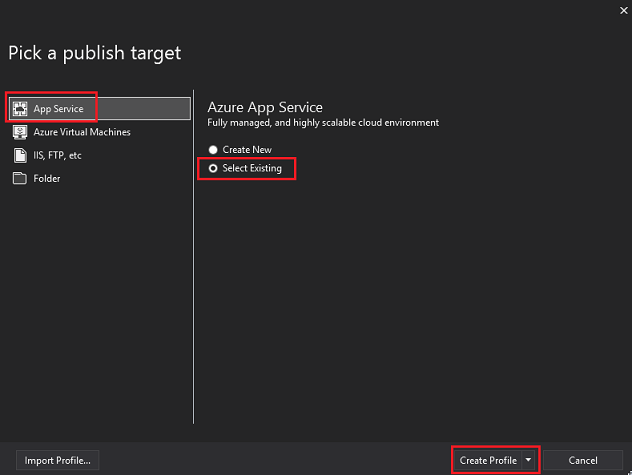 Pick a publish target
App Service
Azure Virtual Machines
IIS, FTP, etc
Folder
Azure App Service
Fully managed, and highly scalable cloud environment
Create New
Select Existing
Import Profile...
Create Profile
Cancel